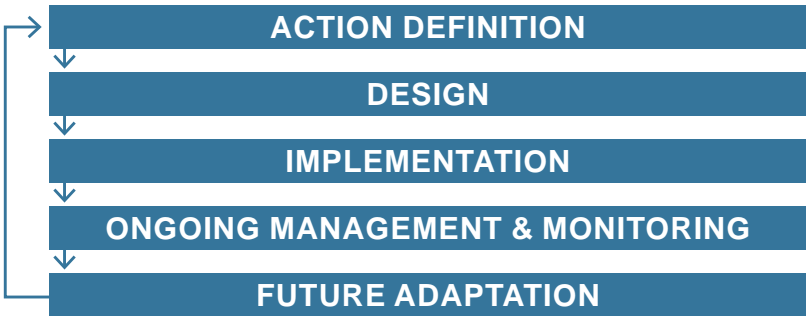 ACTION DEFINITION
DESIGN
IMPLEMENTATION
ONGOING MANAGEMENT & MONITORING
FUTURE ADAPTATION